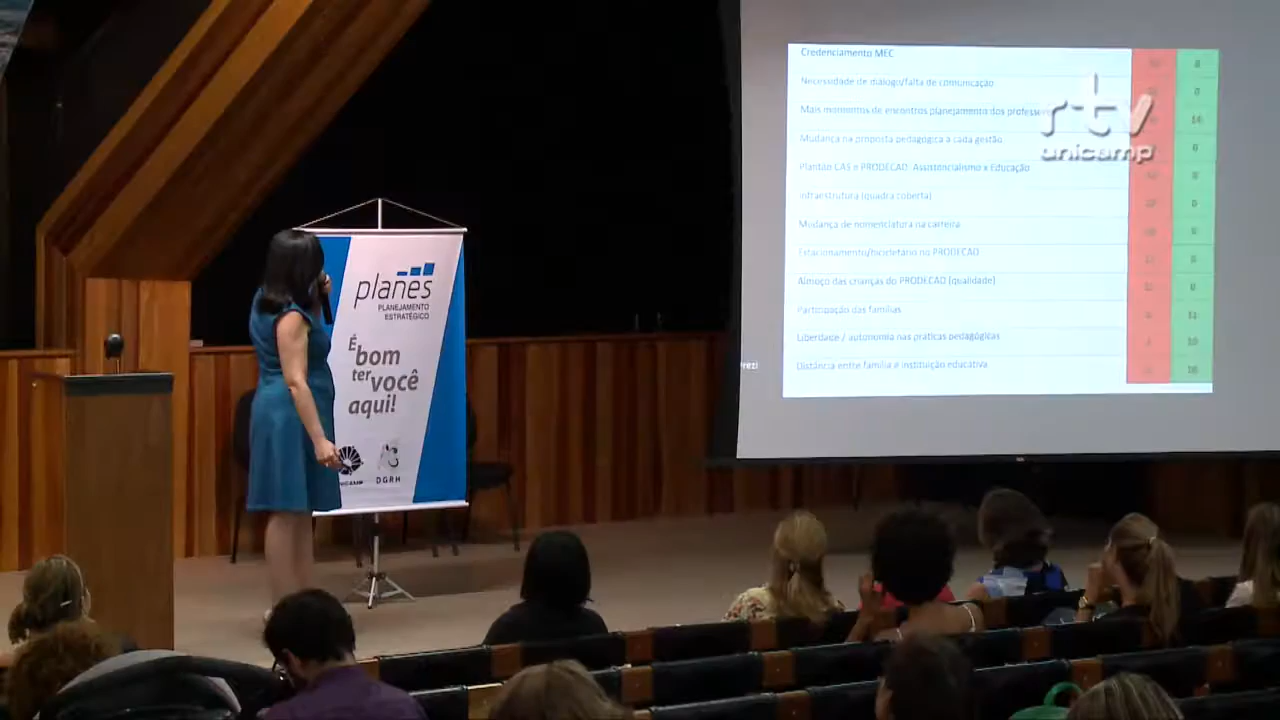 Credenciamento MEC
Necessidade de diálogo/falta de comunicação
Mais momentos de encontros planejamento dos professores
Mudança na proposta pedagógica a cada gestão
Plantão CAS e PRODECAD: Assistencialismo x Educação
Infraestrutura (quadra coberta)
Mudança de nomenclatura na carteira
Estacionamento/bicicletário no PRODECAD
Almoço das crianças do PRODECAD (qualidade)
Participação das famílias
Liberdade / autonomia nas práticas pedagógicas
Distância entre família e instituição educativa
rtv
unicamp
planes
PLANEJAMENTO
ESTRATÉGICO
É
bom
ter
você
aqui!
UNICAMP
DGRH